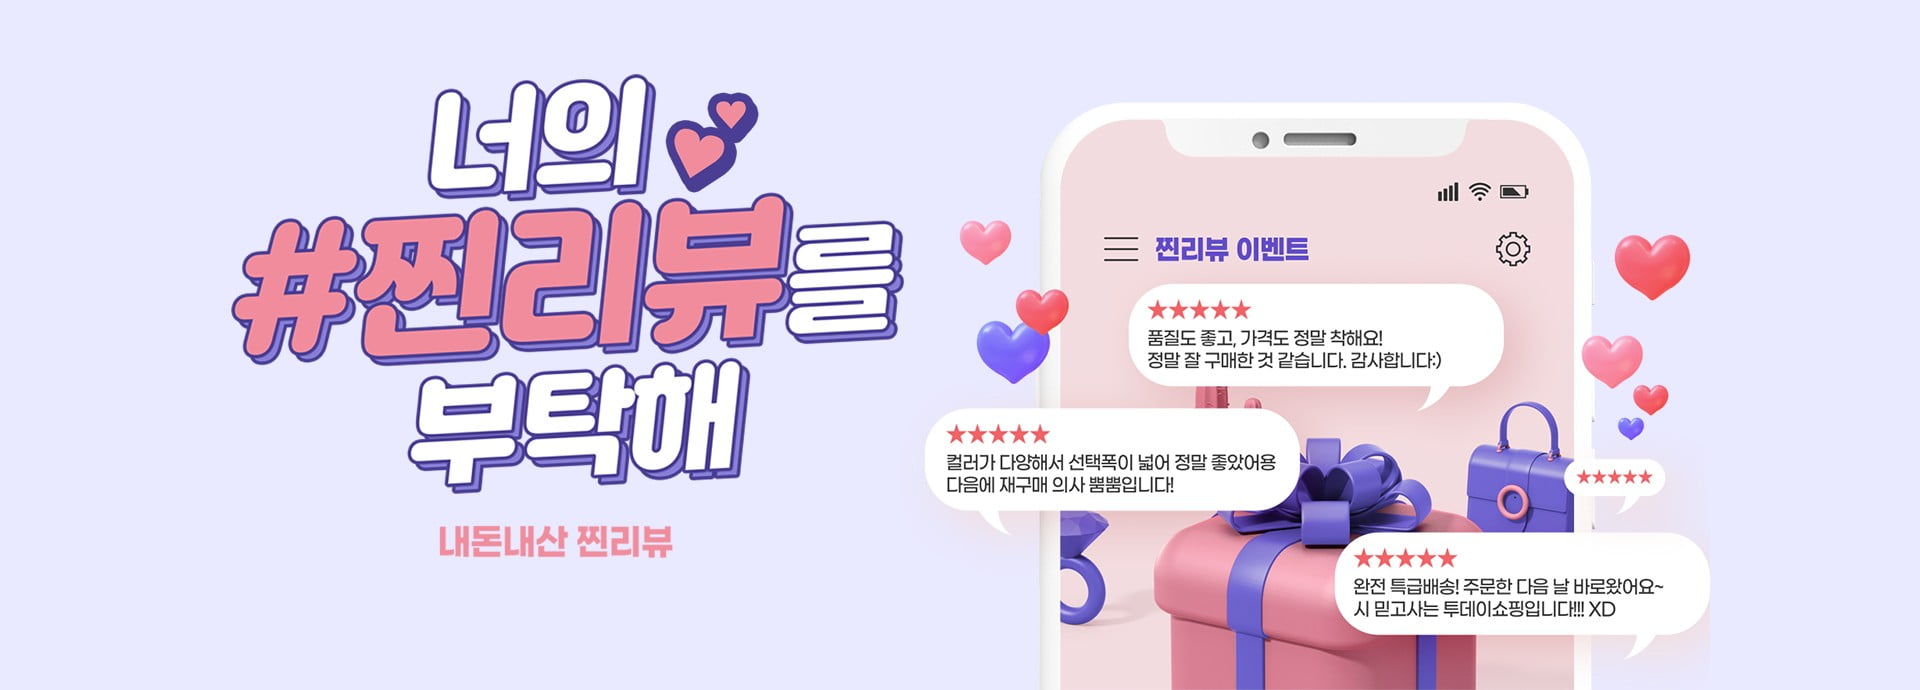 너의
#찐리뷰를
부탁해
내돈내산 찐리뷰
찐리뷰 이벤트
★★★★★
품질도 좋고, 가격도 정말 착해요!
정말 잘 구매한 것 같습니다. 감사합니다:)
★★★★★
컬러가 다양해서 선택폭이 넓어 정말 좋았어용
다음에 재구매 의사 뿜뿜입니다!
★★★★★
★★★★★
완전 특급배송! 주문한 다음 날 바로왔어요~
시 믿고사는 투데이쇼핑입니다!!! XD